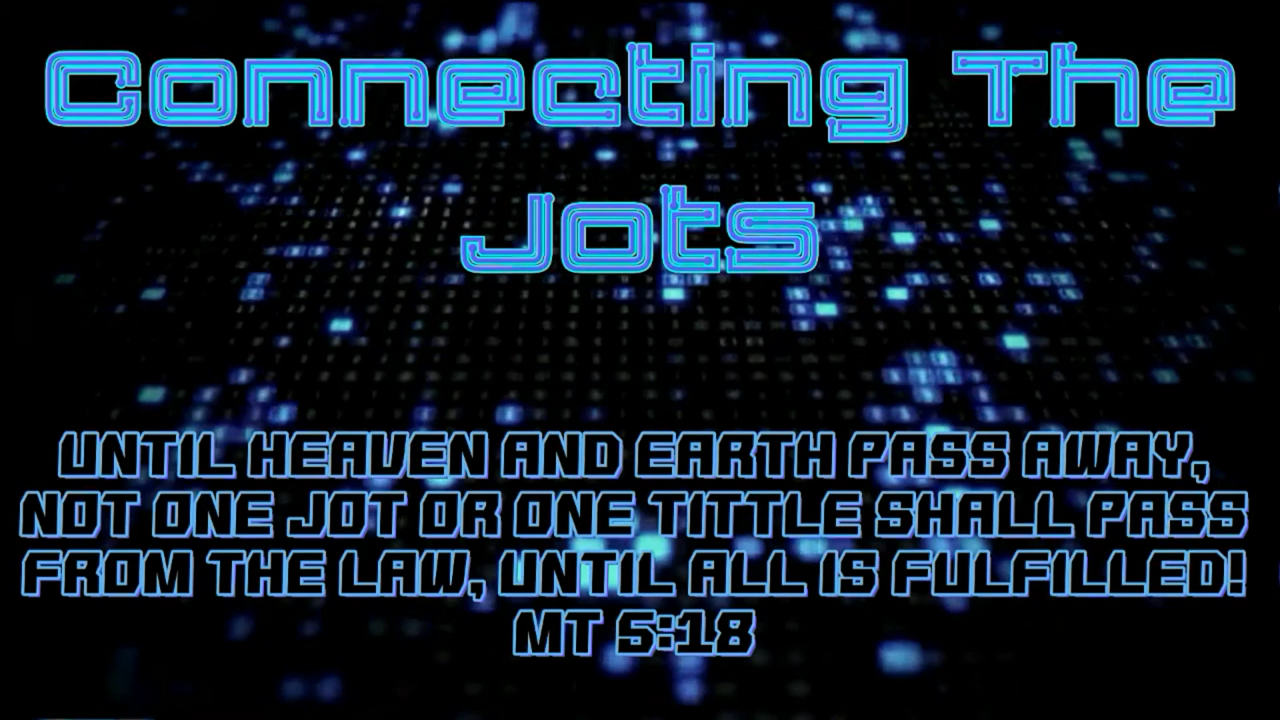 Connecting The
Jots
UNTIL HEAVEN AND EARTH PASS AWAY,
NOT ONE JOT OR ONE TITTLE SHALL PASS
FROM THE LAW, UNTIL ALL IS FULFILLED!
MT 5:18